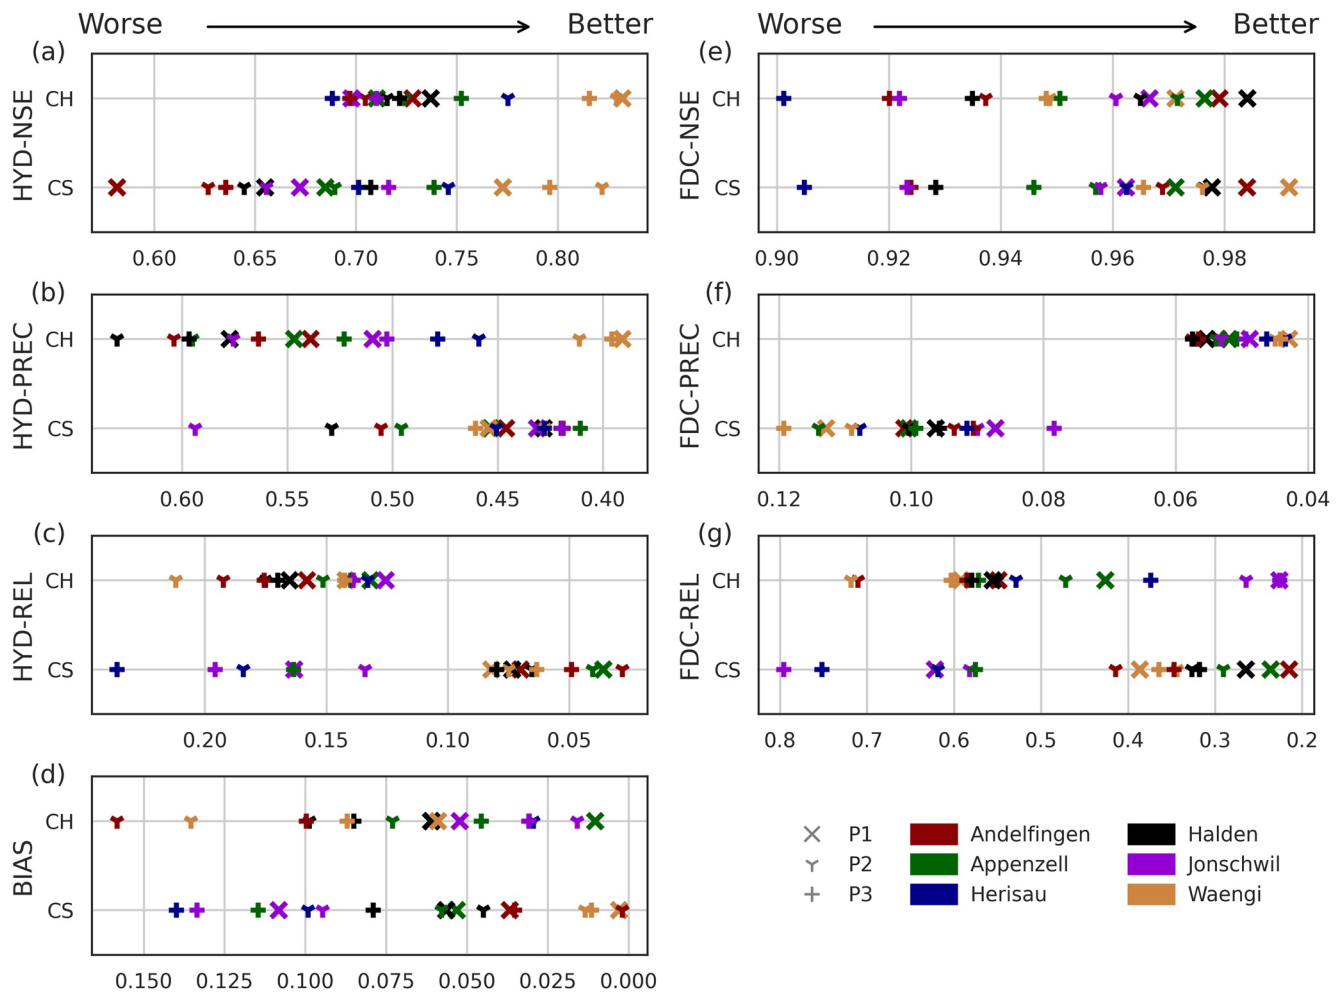 Worse Better
Worse Better
(a)
HYD-NSE
CH
CS
0.60 0.65 0.70 0.75 0.80
(e)
FDC-NSE
CH
CS
0.90 0.92 0.94 0.96 0.98
(b)
HYD-PREC
CH
CS
0.60 0.55 0.50 0.45 0.40
(f)
FDC-PREC
CH
CS
0.12 0.10 0.08 0.06 0.04
(c)
HYD-REL
CH
CS
0.20 0.15 0.10 0.05
(g)
FDC-REL
CH
CS
0.8 0.7 0.6 0.5 0.4 0.3 0.2
(d)
BIAS
CH
CS
0.150 0.125 0.100 0.075 0.050 0.025 0.000
P1 Andelfingen Halden
P2 Appenzell Jonschwil
P3 Herisau Waengi